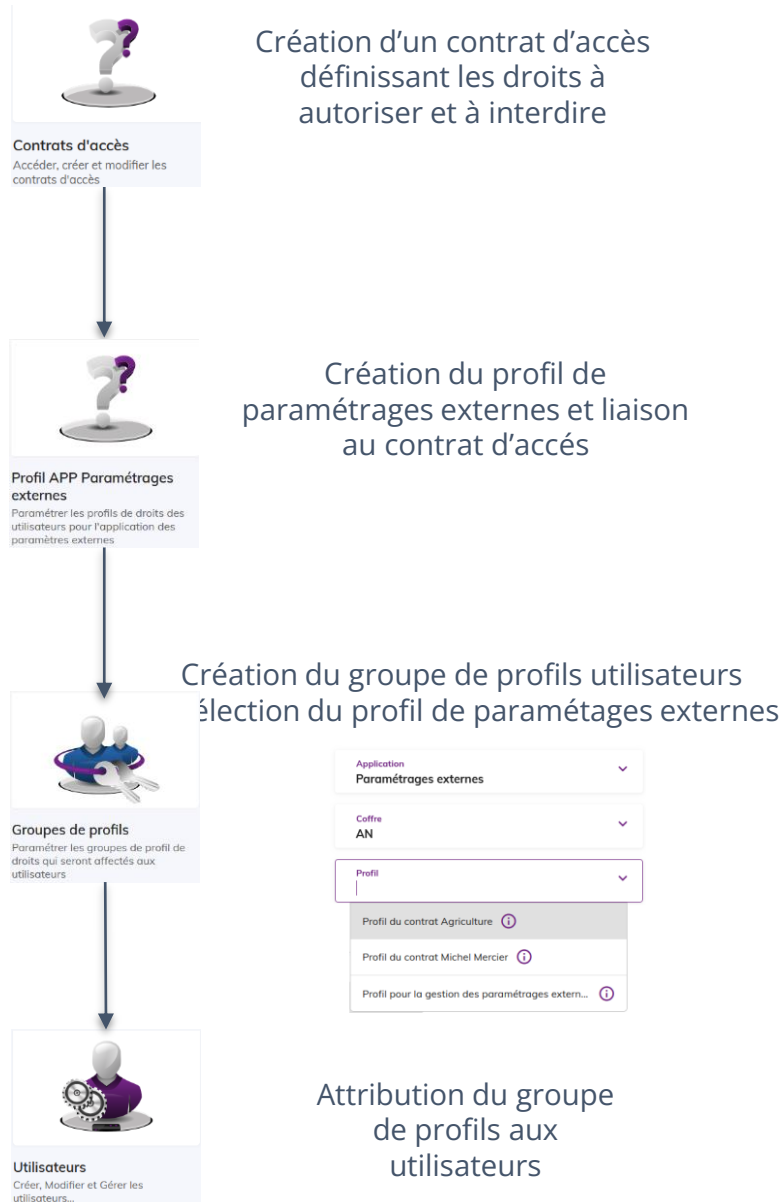 Création d’un contrat d’accès
définissant les droits à
autoriser et à interdire
Contrats d'accès
Accéder, créer et modifier les
contrats d'accès
Création du profil de
paramétrages externes et liaison
au contrat d’accés
Profil APP Paramétrages
externes
Paramétrer les profils de droits des
utilisateurs pour l'application des
paramètres externes
Création du groupe de profils utilisateurs
élection du profil de paramétages externes
Application
Paramétrages externes
Coffre
AN
Profil
Profil du contrat Agriculture
Profil du contrat Michel Mercier
Profil pour la gestion des paramétrages extern...
Groupes de profils
Paramétrer les groupes de profil de
droits qui seront affectés aux
utilisateurs
Attribution du groupe
de profils aux
utilisateurs
Utilisateurs
Créer, Modifier et Gérer les
utilisateurs...